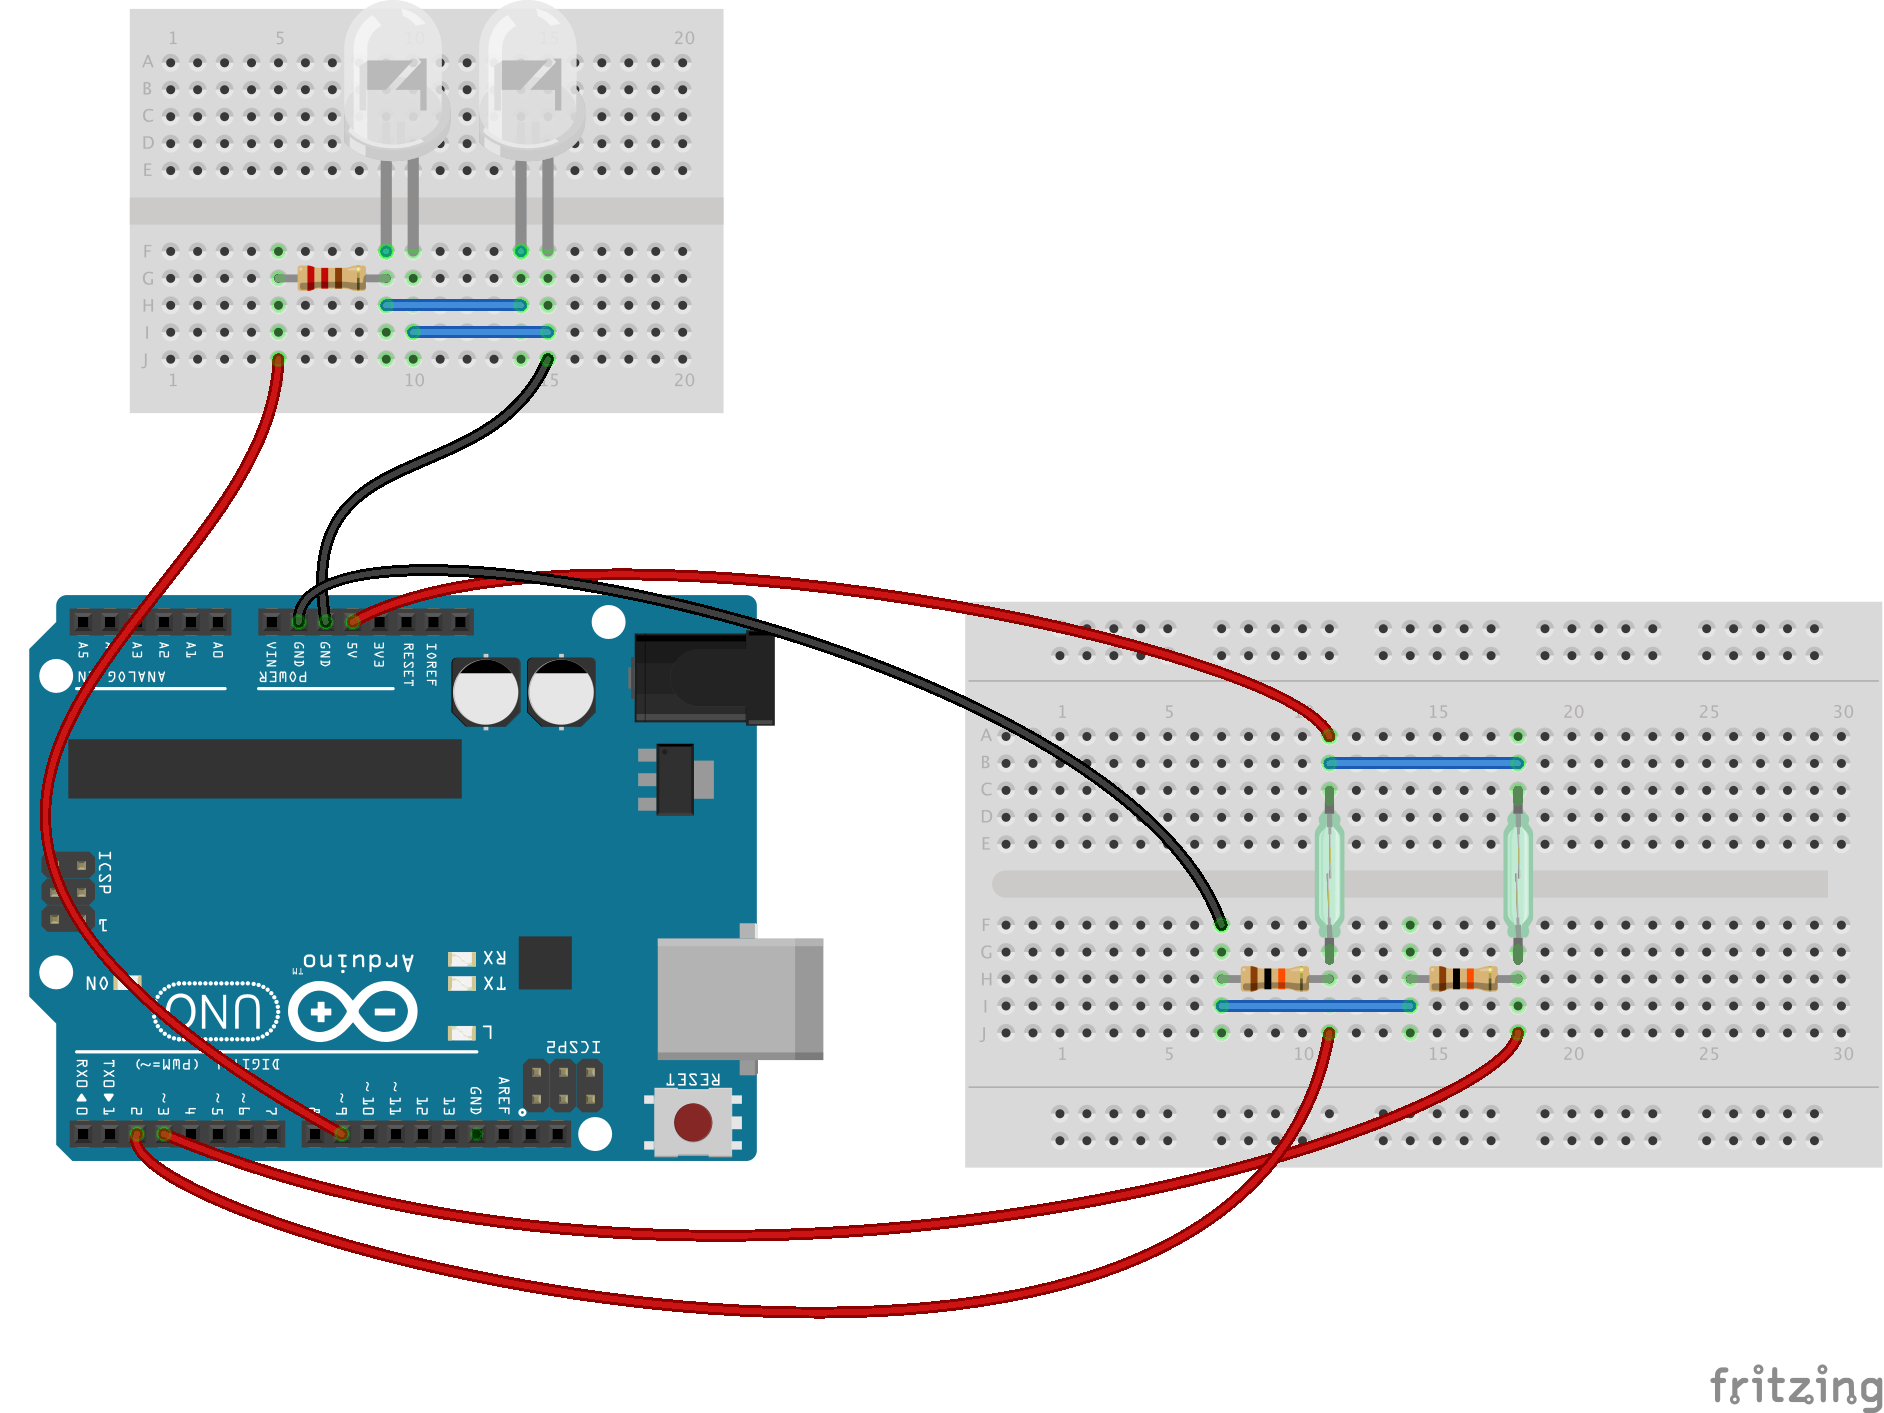 1 5 10 15 20
A
B
C
D
E
F
G
H
I
J
1 10 15 20
A5 A3 A2 A1 A0
VIN GND GND 5V 3V3 RESET IOREF
ANALOG IN
POWER
ICSP
1
ON
UNO
Arduino™
RX
TX
L
ICSP2
DIGITAL (PWM=~)
RX0◀0 TX0▶1 2 ~3 4 ~5 ~6 7 8 ~9 ~10 ~11 12 13 GND AREF
RESET
1 5 10 15 20 25 30
A
B
C
D
E
F
G
H
I
J
1 5 10 15 20 25 30
fritzing